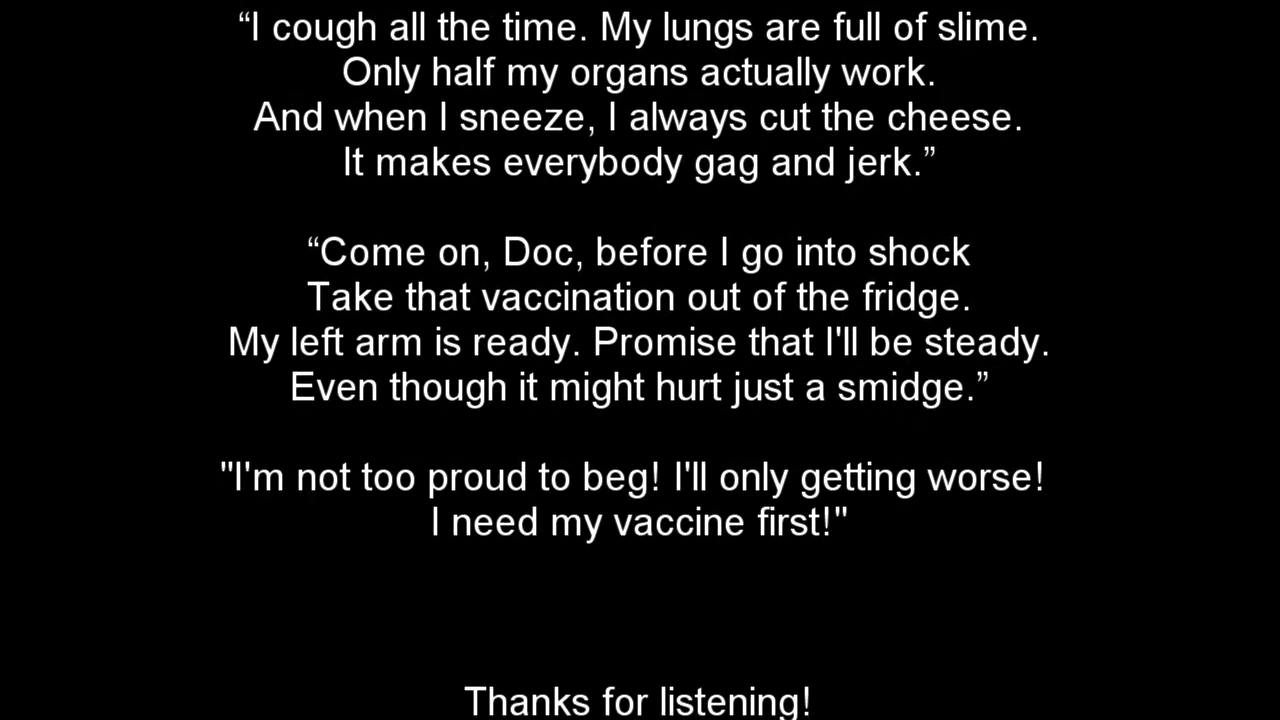 “I cough all the time. My lungs are full of slime.
Only half my organs actually work.
And when I sneeze, I always cut the cheese.
It makes everybody gag and jerk.”
“Come on, Doc, before I go into shock
Take that vaccination out of the fridge.
My left arm is ready. Promise that I'll be steady.
Even though it might hurt just a smidge.”
"I'm not too proud to beg! I'll only getting worse!
I need my vaccine first!"
Thanks for listening!